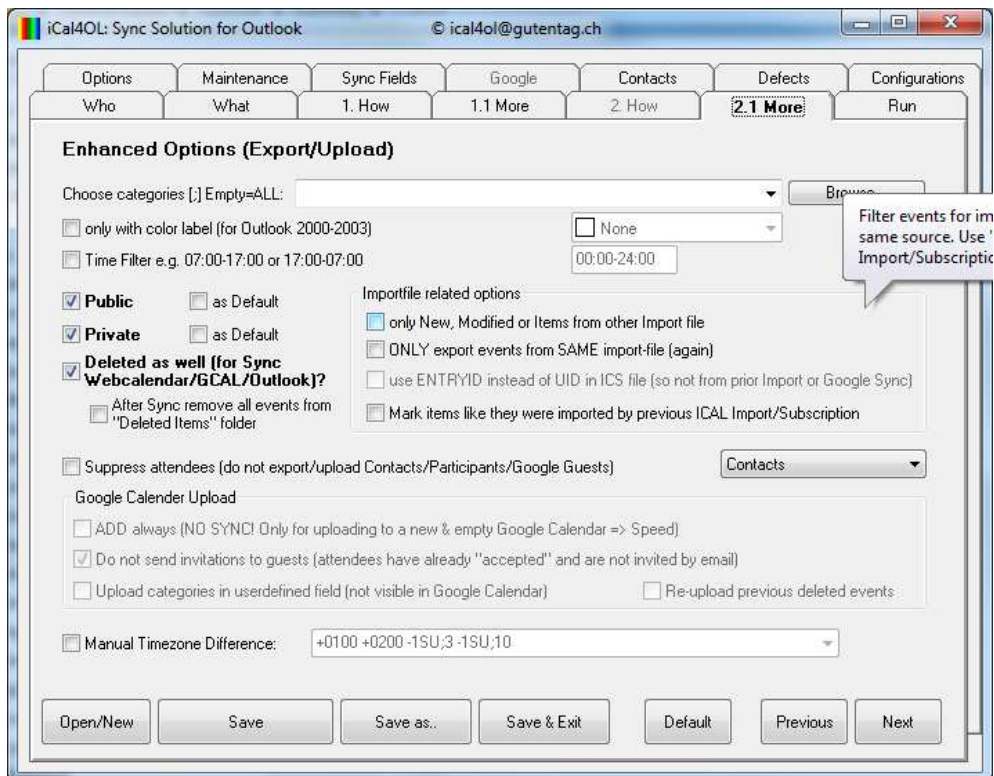 iCal4OL: Sync Solution for Outlook © ical4ol@gutentag.ch
Options Maintenance Sync Fields Google Contacts Defects Configurations
Who What 1. How 1.1 More 2. How 2.1 More Run
Enhanced Options (Export/Upload)
Choose categories [;] Empty=ALL:
only with color label (for Outlook 2000-2003) None
Time Filter e.g. 07:00-17:00 or 17:00-07:00 00:00-24:00
Filter events for
same source. Use
Public as Default
Private as Default
Deleted as well (for Sync
Webcalendar/GCAL/Outlook)?
After Sync remove all events from
"Deleted Items" folder
Importfile related options
only New, Modified or Items from other Import file
ONLY export events from SAME import-file (again)
use ENTRYID instead of UID in ICS file (so not from prior Import or Google Sync)
Mark items like they were imported by previous ICAL Import/Subscription
Suppress attendees (do not export/upload Contacts/Participants/Google Guests) Contacts
Google Calender Upload
ADD always (NO SYNC! Only for uploading to a new & empty Google Calendar => Speed)
Do not send invitations to guests (attendees have already "accepted" and are not invited by email)
Upload categories in userdefined field (not visible in Google Calendar) Re-upload previous deleted events
Manual Timezone Difference: +0100 +0200 -1SU;3 -1SU;10
Open/New Save Save as.. Save & Exit Default Previous Next